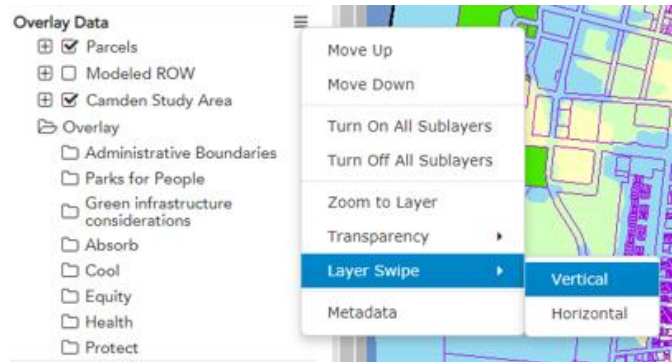 Overlay Data
Parcels
Modeled ROW
Camden Study Area
Overlay
Administrative Boundaries
Parks for People
Green infrastructure
considerations
Absorb
Cool
Equity
Health
Protect
Move Up
Move Down
Turn On All Sublayers
Turn Off All Sublayers
Zoom to Layer
Transparency
Layer Swipe
Metadata
Vertical
Horizontal